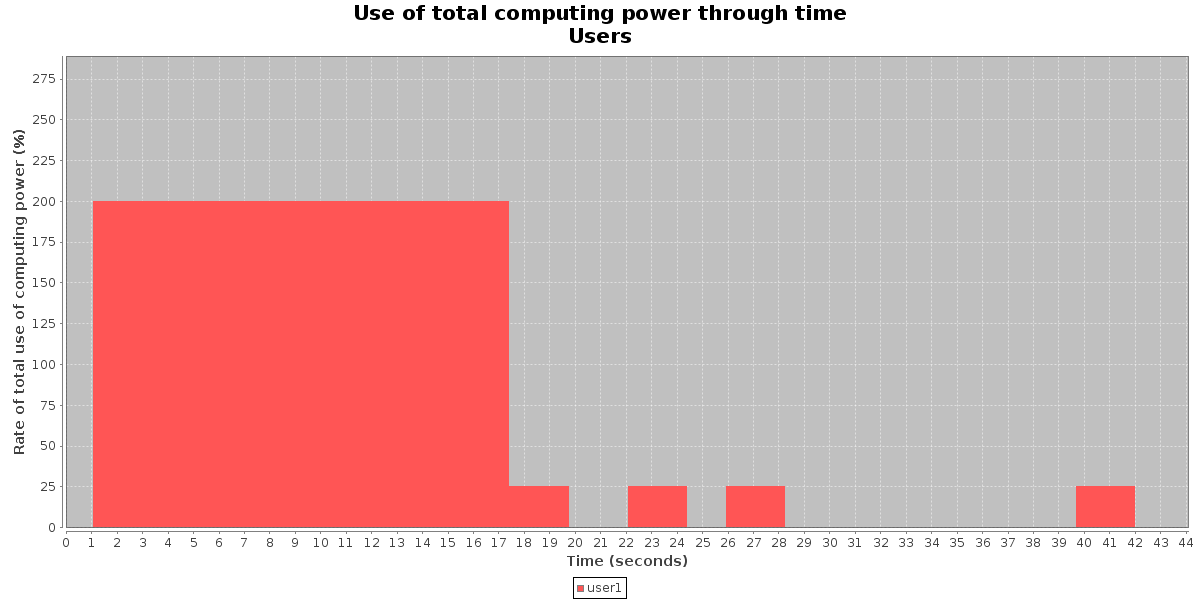 Use of total computing power through time
Users
Rate of total use of computing power (%)
275
250
225
200
175
150
125
100
75
50
25
0
0 1 2 3 4 5 6 7 8 9 10 11 12 13 14 15 16 17 18 19 20 21 22 23 24 25 26 27 28 29 30 31 32 33 34 35 36 37 38 39 40 41 42 43 44
Time (seconds)
user1